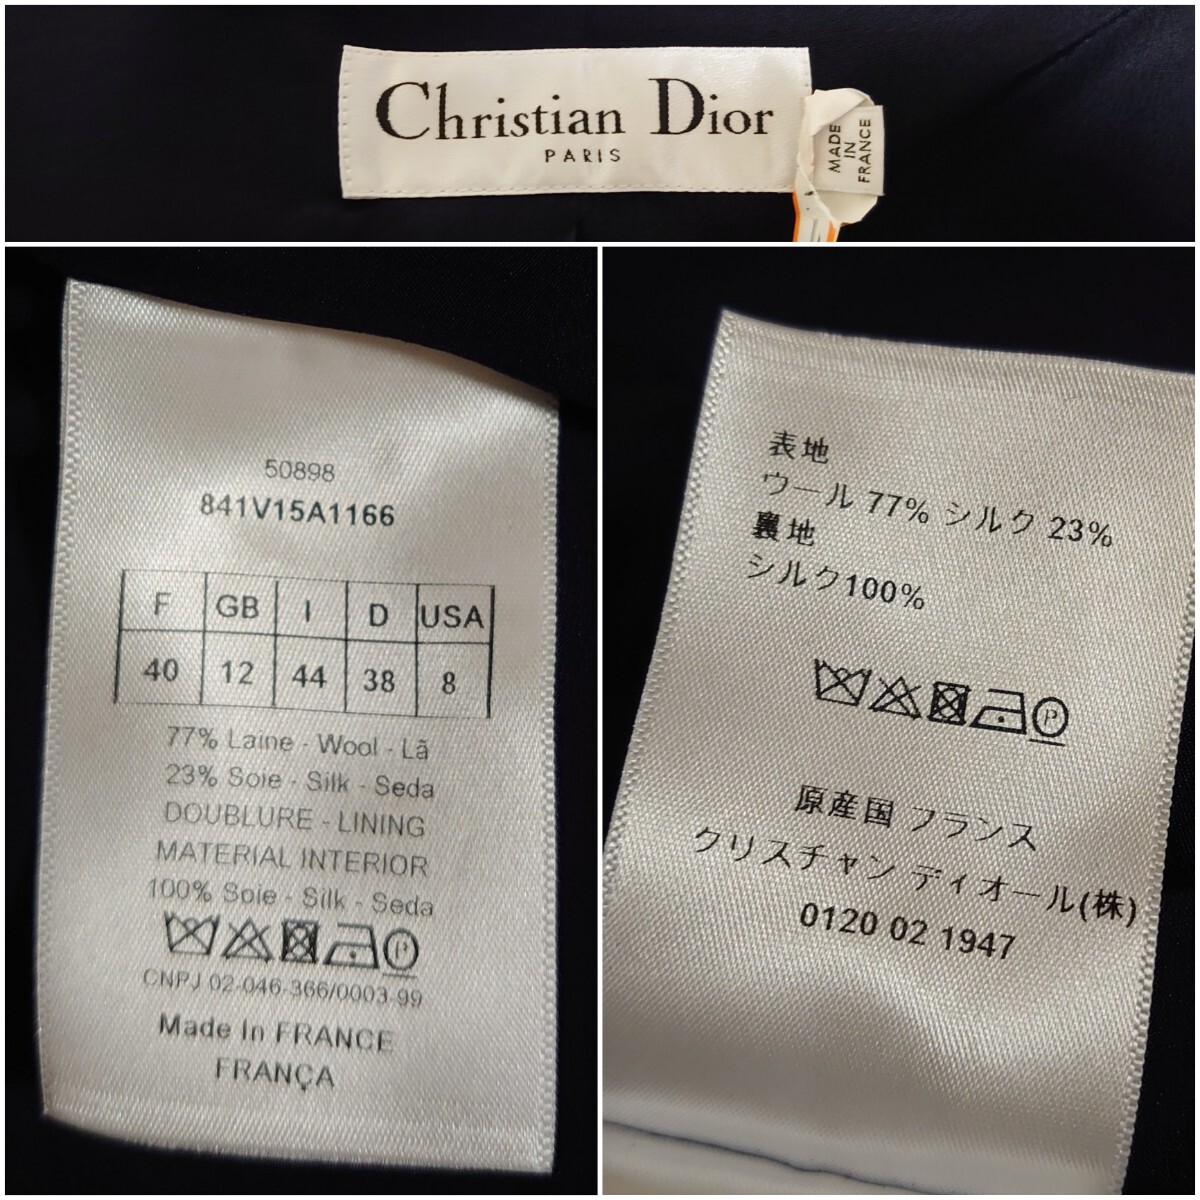 Christian Dior
PARIS
MADE
IN
FRANCE
50898
841V15A1166
F GB I D USA
40 12 44 38 8
77% Laine - Wool - Lã
23% Soie - Silk - Seda
DOUBLURE - LINING
MATERIAL INTERIOR
100% Soie - Silk - Seda
P
CNPJ 02-046-366/0003-99
Made In FRANCE
FRANÇA
表地
ウール 77% シルク 23%
裏地
シルク100%
P
原産国 フランス
クリスチャン ディオール(株)
0120 02 1947